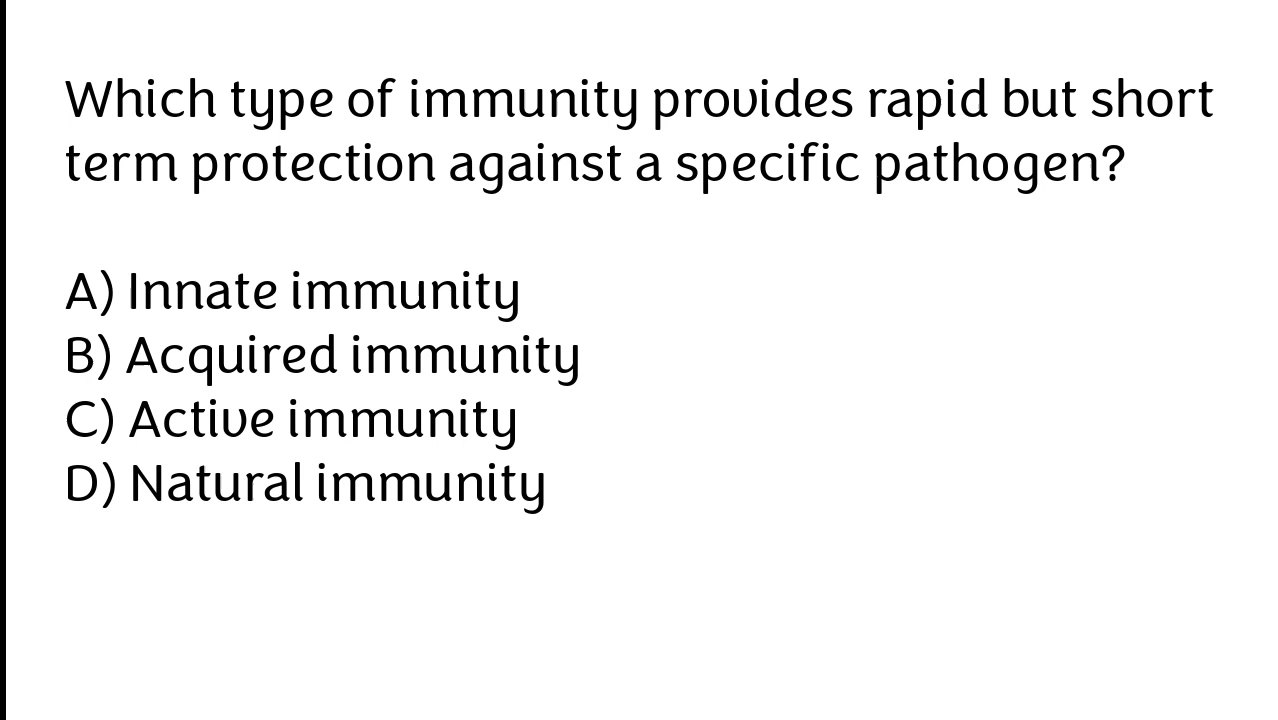 Which type of immunity provides rapid but short
term protection against a specific pathogen?
A) Innate immunity
B) Acquired immunity
C) Active immunity
D) Natural immunity